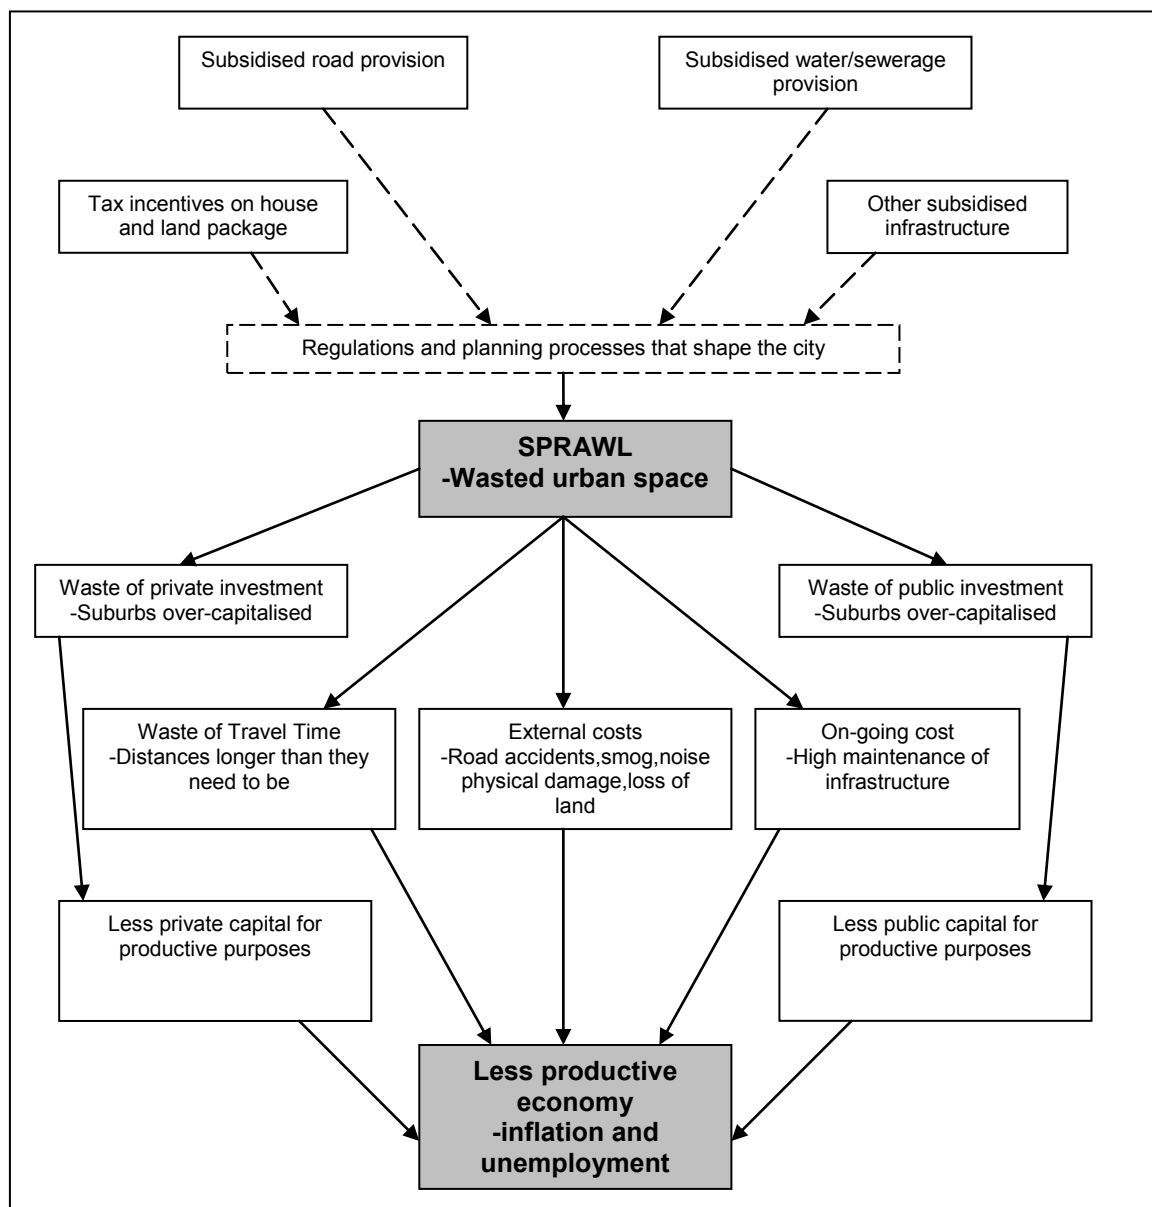 Subsidised road provision
Subsidised water/sewerage
provision
Tax incentives on house
and land package
Other subsidised
infrastructure
Regulations and planning processes that shape the city
SPRAWL
-Wasted urban space
Waste of private investment
-Suburbs over-capitalised
Waste of public investment
-Suburbs over-capitalised
Waste of Travel Time
-Distances longer than they
need to be
External costs
-Road accidents,smog,noise
physical damage,loss of
land
On-going cost
-High maintenance of
infrastructure
Less private capital for
productive purposes
Less public capital for
productive purposes
Less productive
economy
-inflation and
unemployment